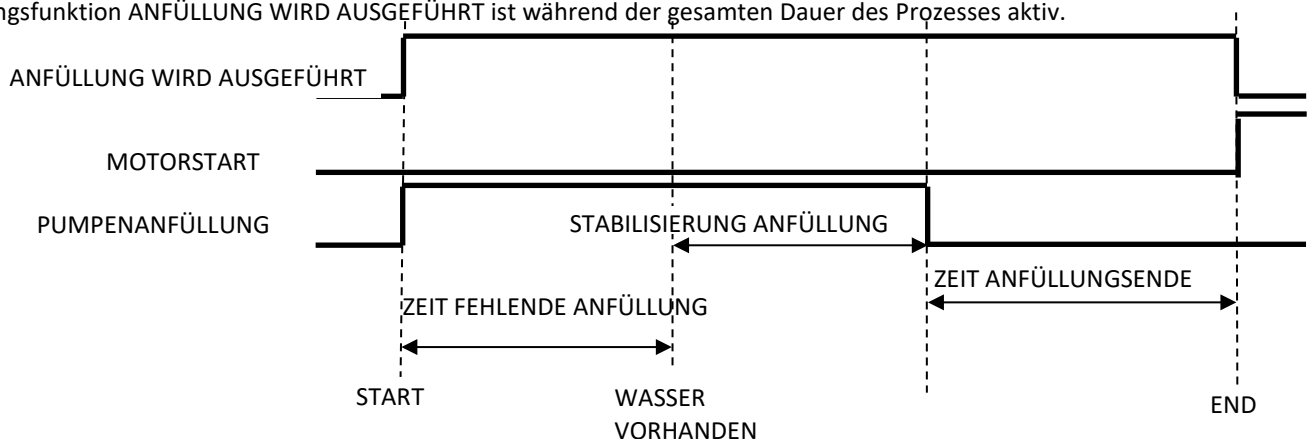 ngsfunktion ANFÜLLUNG WIRD AUSGEFÜHRT ist während der gesamten Dauer des Prozesses aktiv.
ANFÜLLUNG WIRD AUSGEFÜHRT
MOTORSTART
PUMPENANFÜLLUNG
STABILISIERUNG ANFÜLLUNG
ZEIT ANFÜLLUNGSENDE
ZEIT FEHLENDE ANFÜLLUNG
START
WASSER
VORHANDEN
END